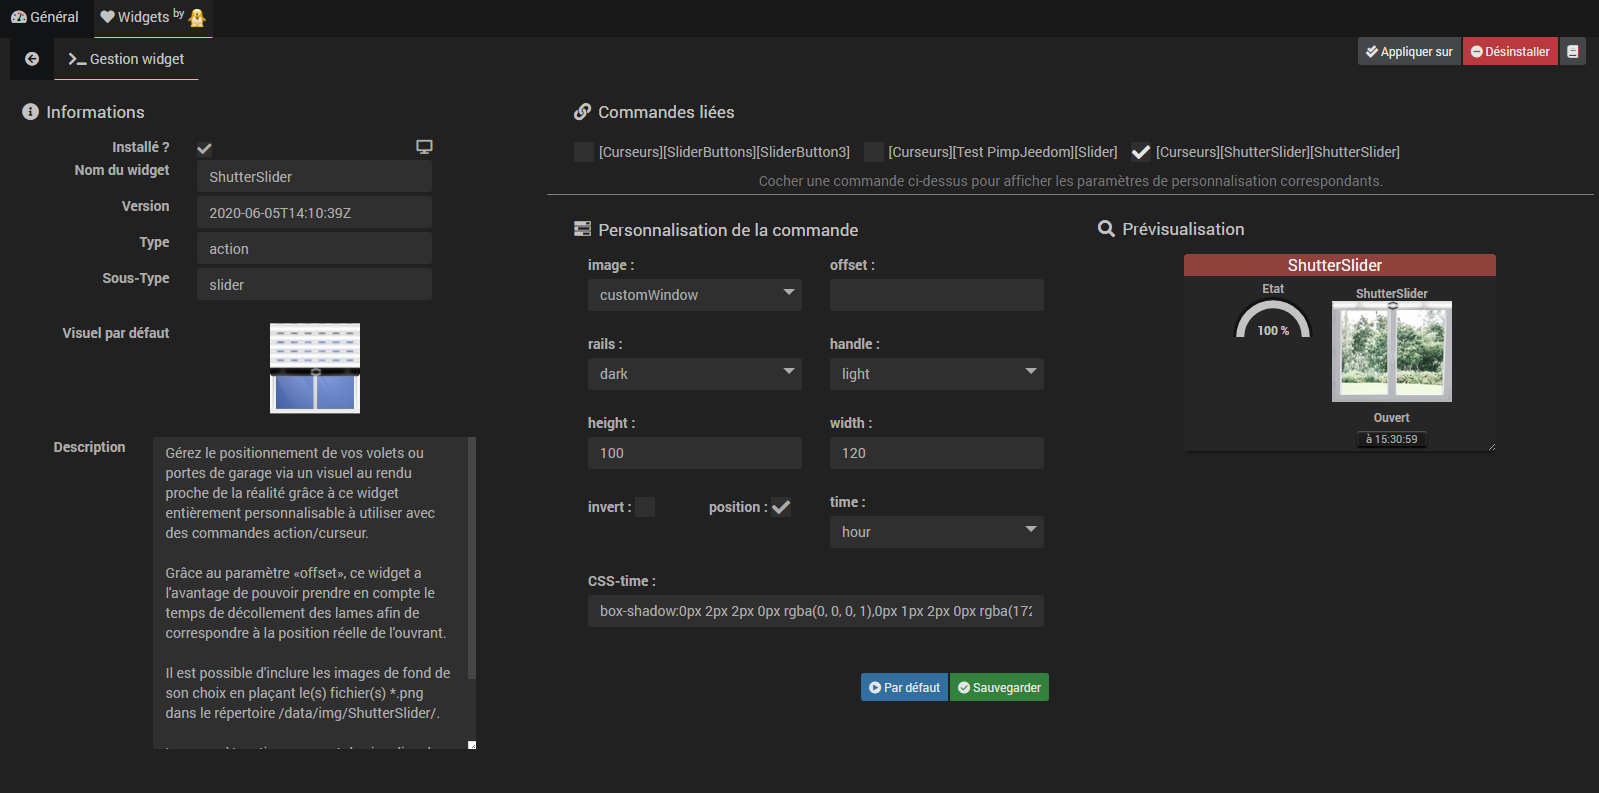 Général
Widgets by
Gestion widget
Appliquer sur
Désinstaller
Informations
Installé ?
Nom du widget
ShutterSlider
Version
2020-06-05T14:10:39Z
Type
action
Sous-Type
slider
Visuel par défaut
Description
Gérez le positionnement de vos volets ou
portes de garage via un visuel au rendu
proche de la réalité grâce à ce widget
entièrement personnalisable à utiliser avec
des commandes action/curseur.
Grâce au paramètre «offset», ce widget a
l'avantage de pouvoir prendre en compte le
temps de décollement des lames afin de
correspondre à la position réelle de l'ouvrant.
Il est possible d'inclure les images de fond de
son choix en plaçant le(s) fichier(s) *.png
dans le répertoire /data/img/ShutterSlider/.
Commandes liées
[Curseurs][SliderButtons][SliderButton3]
[Curseurs][Test PimpJeedom][Slider]
[Curseurs][ShutterSlider][ShutterSlider]
Cocher une commande ci-dessus pour afficher les paramètres de personnalisation correspondants.
Personnalisation de la commande
image :
customWindow
offset :
rails :
dark
handle :
light
height :
100
width :
120
invert :
position :
time :
hour
CSS-time :
box-shadow:0px 2px 2px 0px rgba(0, 0, 0, 1),0px 1px 2px 0px rgba(172
Par défaut
Sauvegarder
Prévisualisation
ShutterSlider
Etat
100 %
ShutterSlider
Ouvert
à 15:30:59